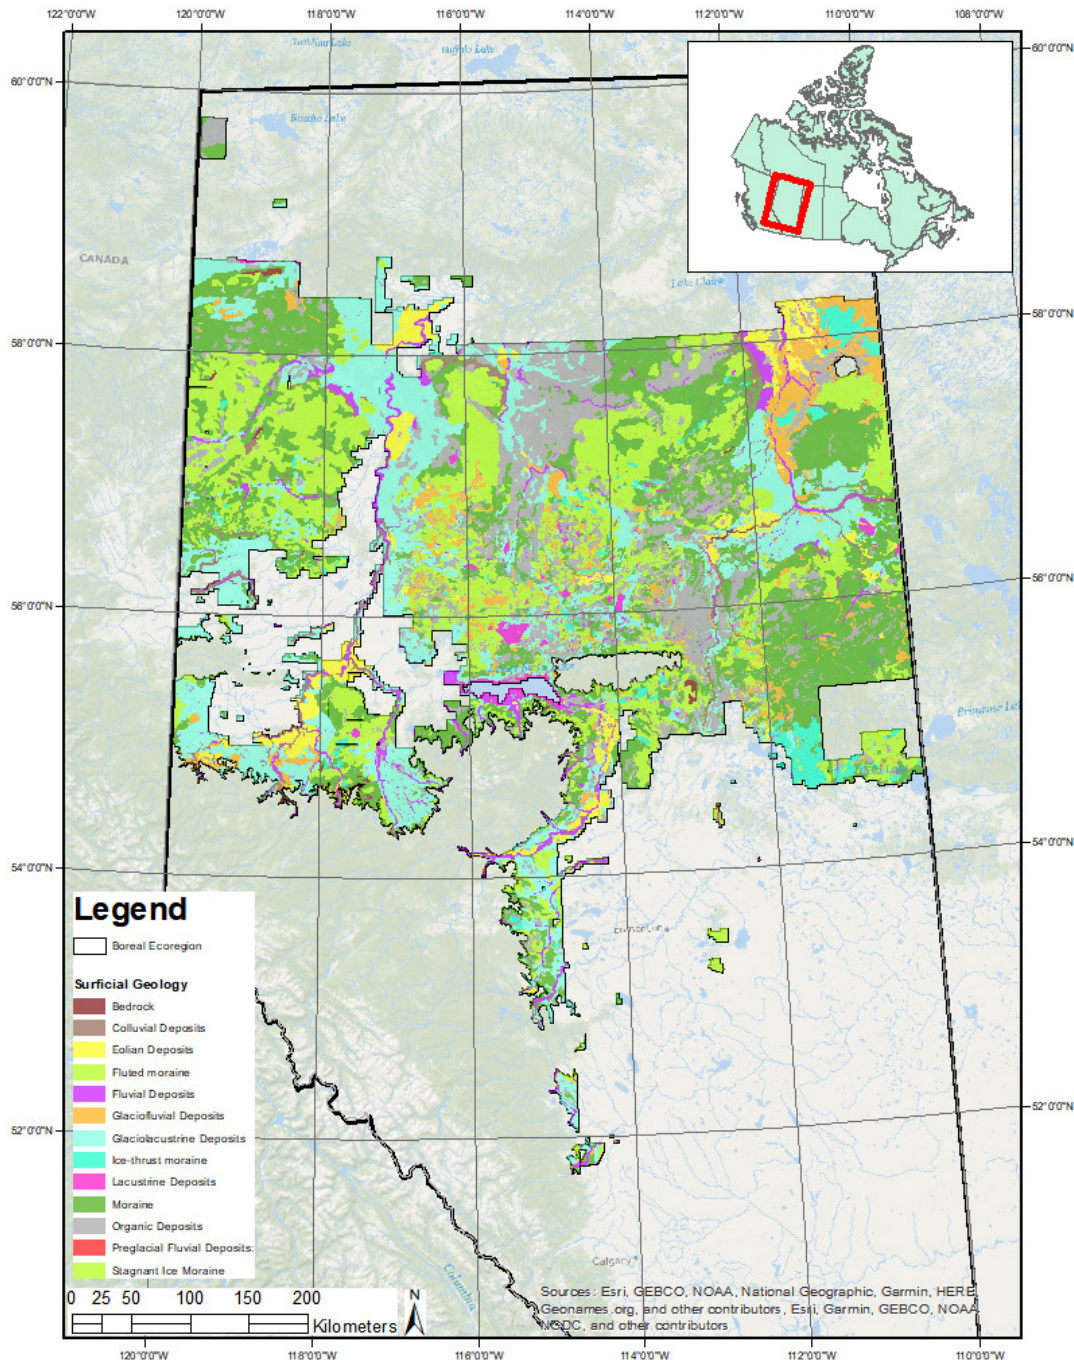 122°0'0"W 120°0'0"W 118°0'0"W 116°0'0"W 114°0'0"W 112°0'0"W 110°0'0"W 108°0'0"W
60°0'0"N
60°0'0"N
Buffalo Lake
Bistcho Lake
CANADA
Lake Claire
58°0'0"N
58°0'0"N
56°0'0"N
56°0'0"N
Primrose Lake
54°0'0"N
54°0'0"N
Edmonton
52°0'0"N
52°0'0"N
Calgary
Columbia
Legend
Boreal Ecoregion
Surficial Geology
Bedrock
Colluvial Deposits
Eolian Deposits
Fluted moraine
Fluvial Deposits
Glaciofluvial Deposits
Glaciolacustrine Deposits
Ice-thrust moraine
Lacustrine Deposits
Moraine
Organic Deposits
Preglacial Fluvial Deposits:
Stagnant Ice Moraine
0 25 50 100 150 200
Kilometers
N
Sources: Esri, GEBCO, NOAA, National Geographic, Garmin, HERE,
Geonames.org, and other contributors, Esri, Garmin, GEBCO, NOAA
NGDC, and other contributors
120°0'0"W 118°0'0"W 116°0'0"W 114°0'0"W 112°0'0"W 110°0'0"W